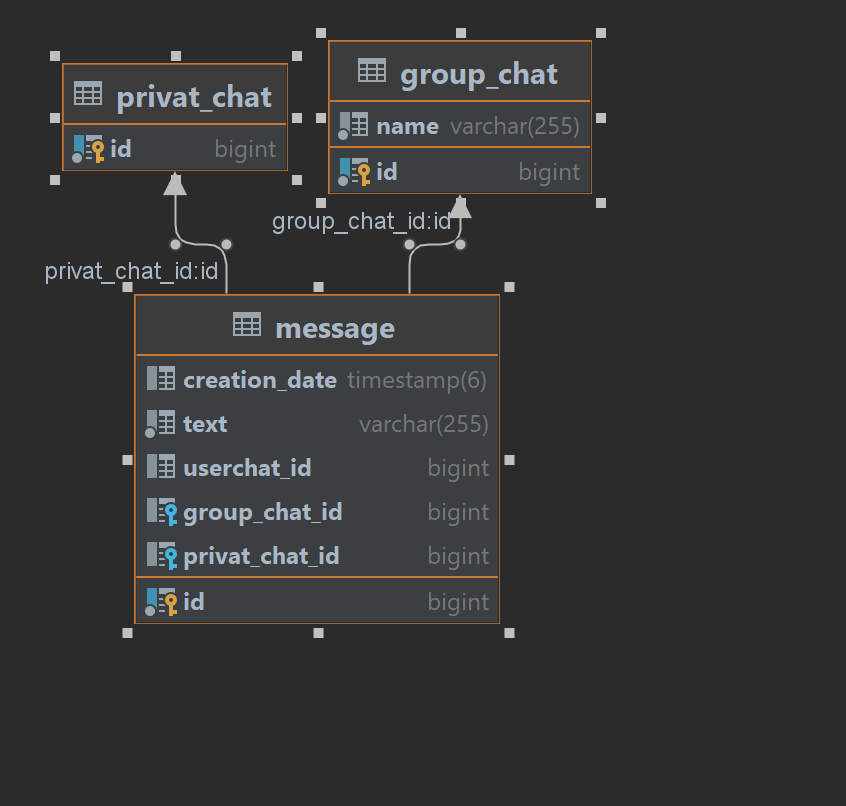 privat_chat
id bigint
group_chat
name varchar(255)
id bigint
group_chat_id:id
privat_chat_id:id
message
creation_date timestamp(6)
text varchar(255)
userchat_id bigint
group_chat_id bigint
privat_chat_id bigint
id bigint